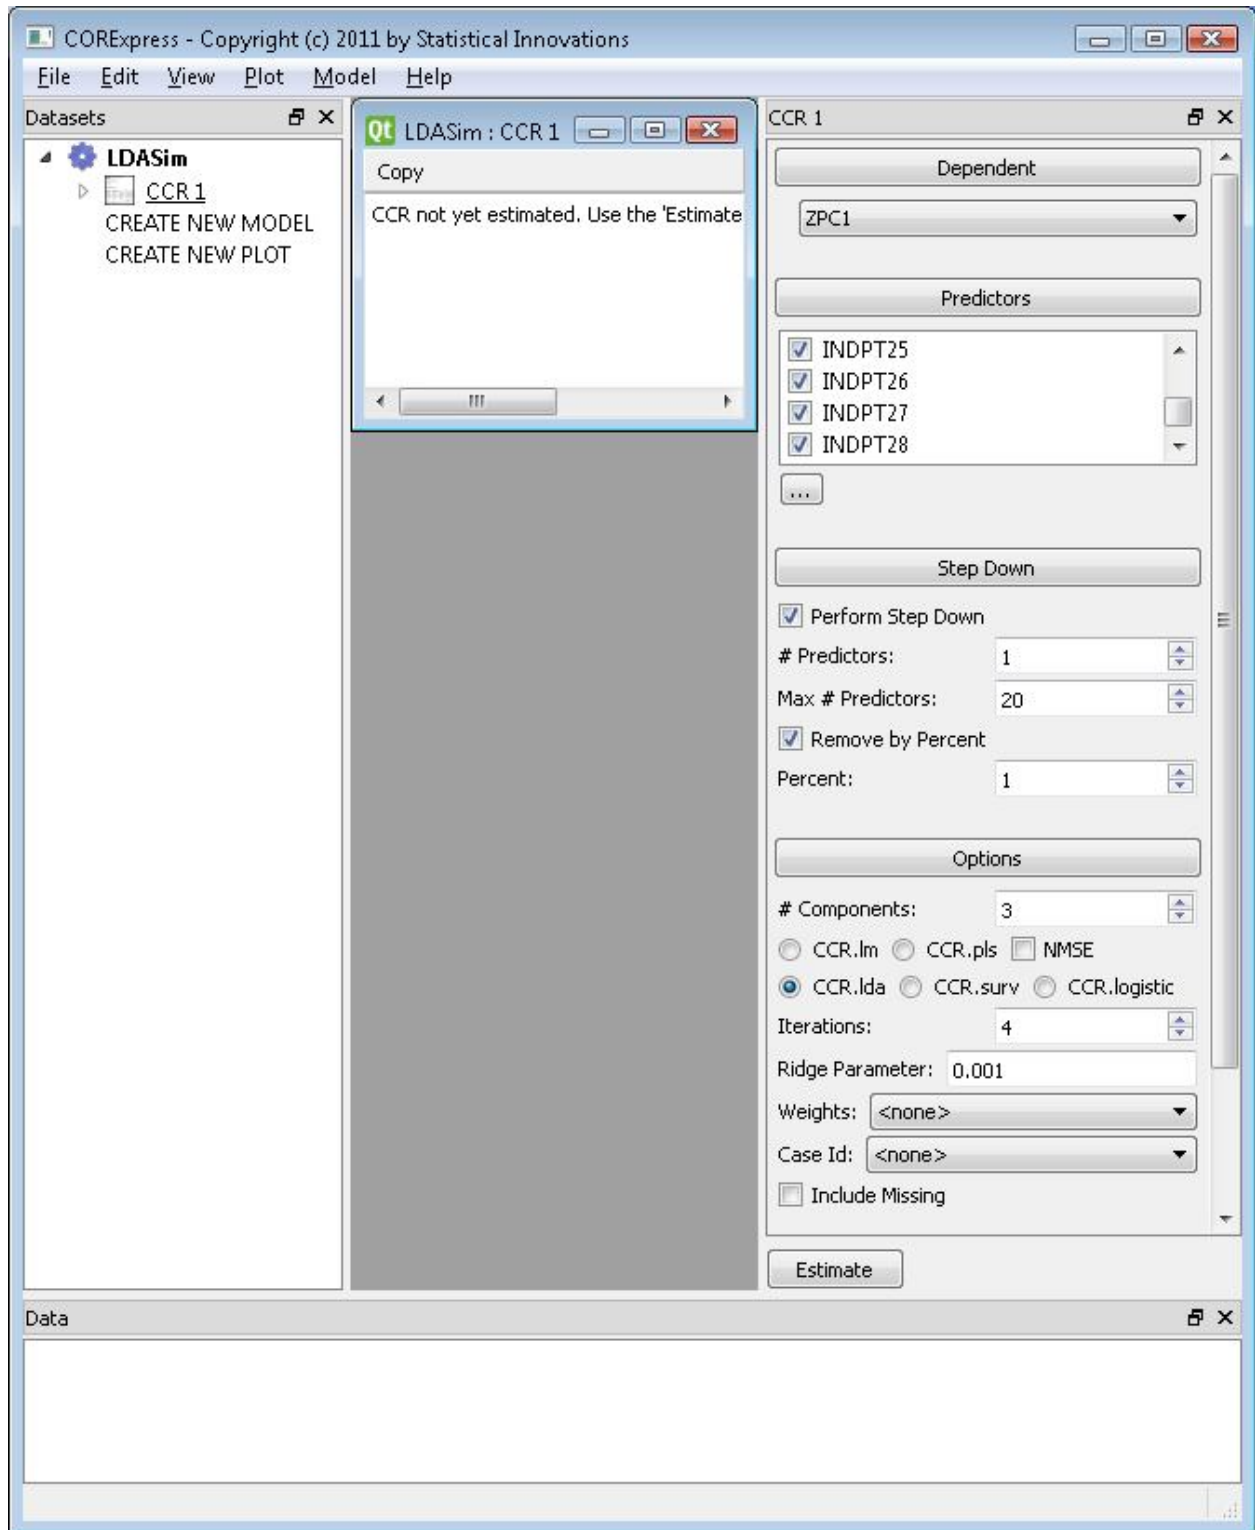 CORExpress - Copyright (c) 2011 by Statistical Innovations
File Edit View Plot Model Help
Datasets
LDASim
CCR 1
CREATE NEW MODEL
CREATE NEW PLOT
Qt LDASim : CCR 1
Copy
CCR not yet estimated. Use the 'Estimate
CCR 1
Dependent
ZPC1
Predictors
INDPT25
INDPT26
INDPT27
INDPT28
...
Step Down
Perform Step Down
# Predictors: 1
Max # Predictors: 20
Remove by Percent
Percent: 1
Options
# Components: 3
CCR.lm CCR.pls NMSE
CCR.lda CCR.surv CCR.logistic
Iterations: 4
Ridge Parameter: 0.001
Weights: <none>
Case Id: <none>
Include Missing
Estimate
Data